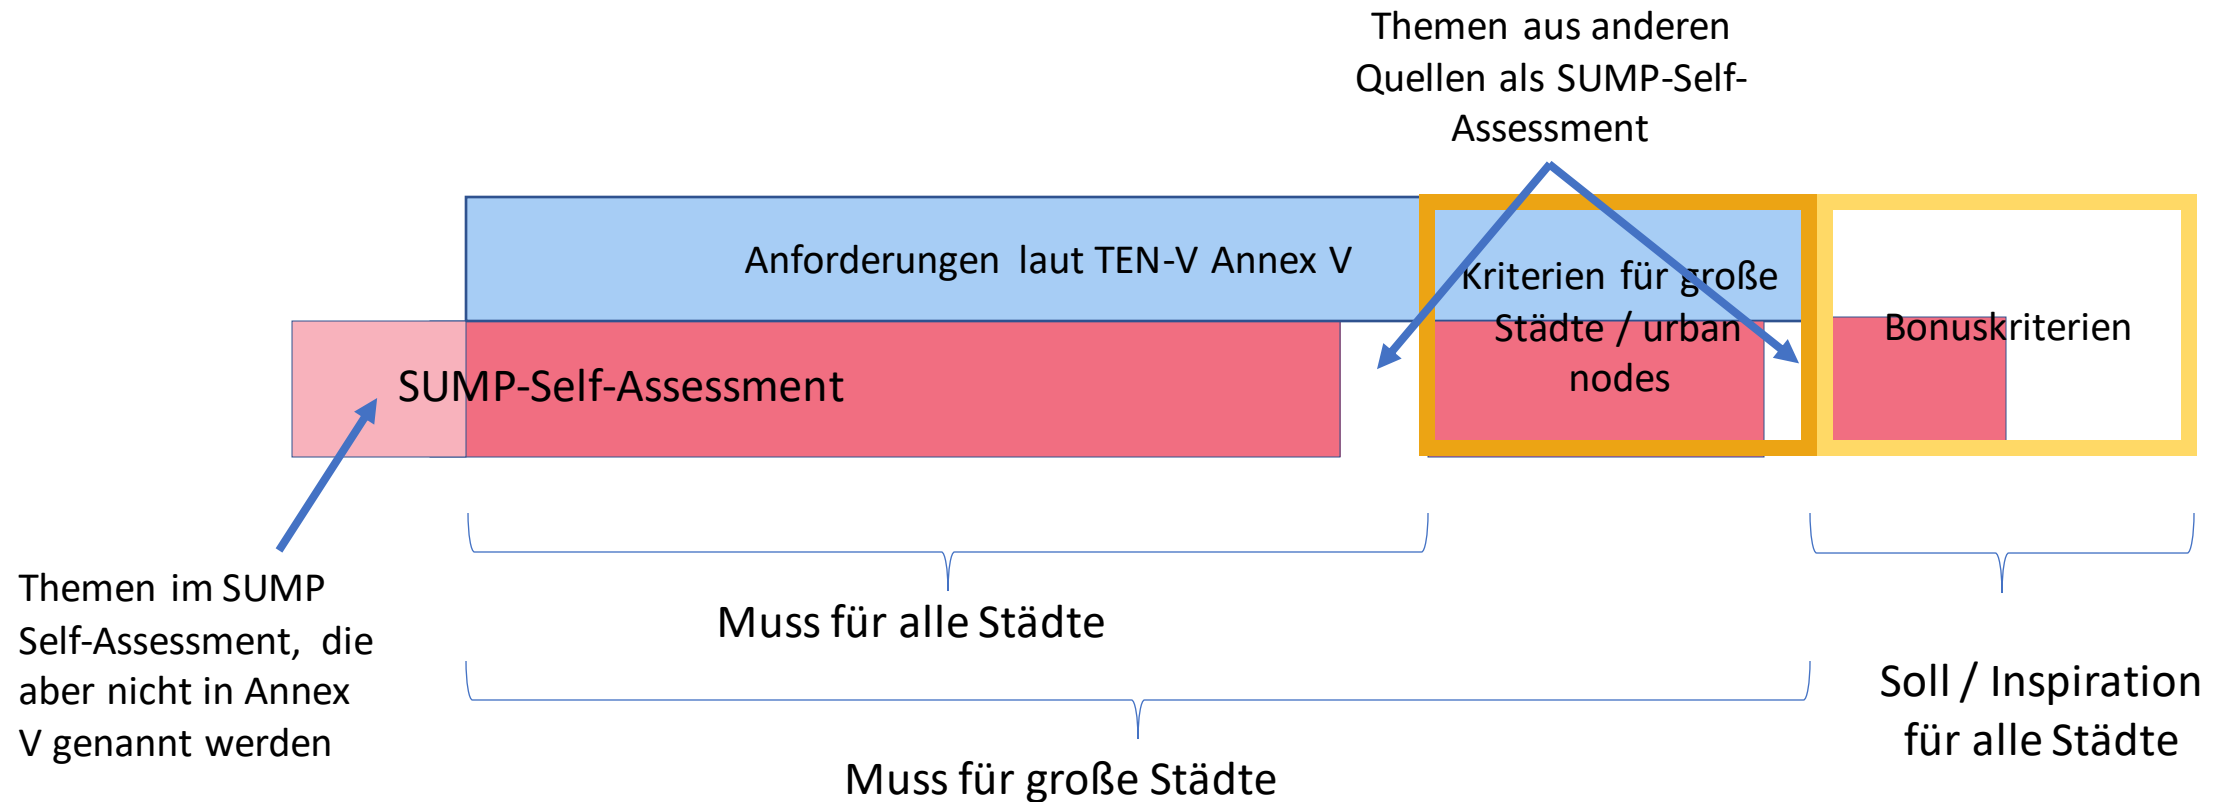 Themen aus anderen
Quellen als SUMP-Self-
Assessment
Anforderungen laut TEN-V Annex V
Kriterien für große
Städte / urban
nodes
Bonuskriterien
SUMP-Self-Assessment
Themen im SUMP
Self-Assessment, die
aber nicht in Annex
V genannt werden
Muss für alle Städte
Muss für große Städte
Soll / Inspiration
für alle Städte